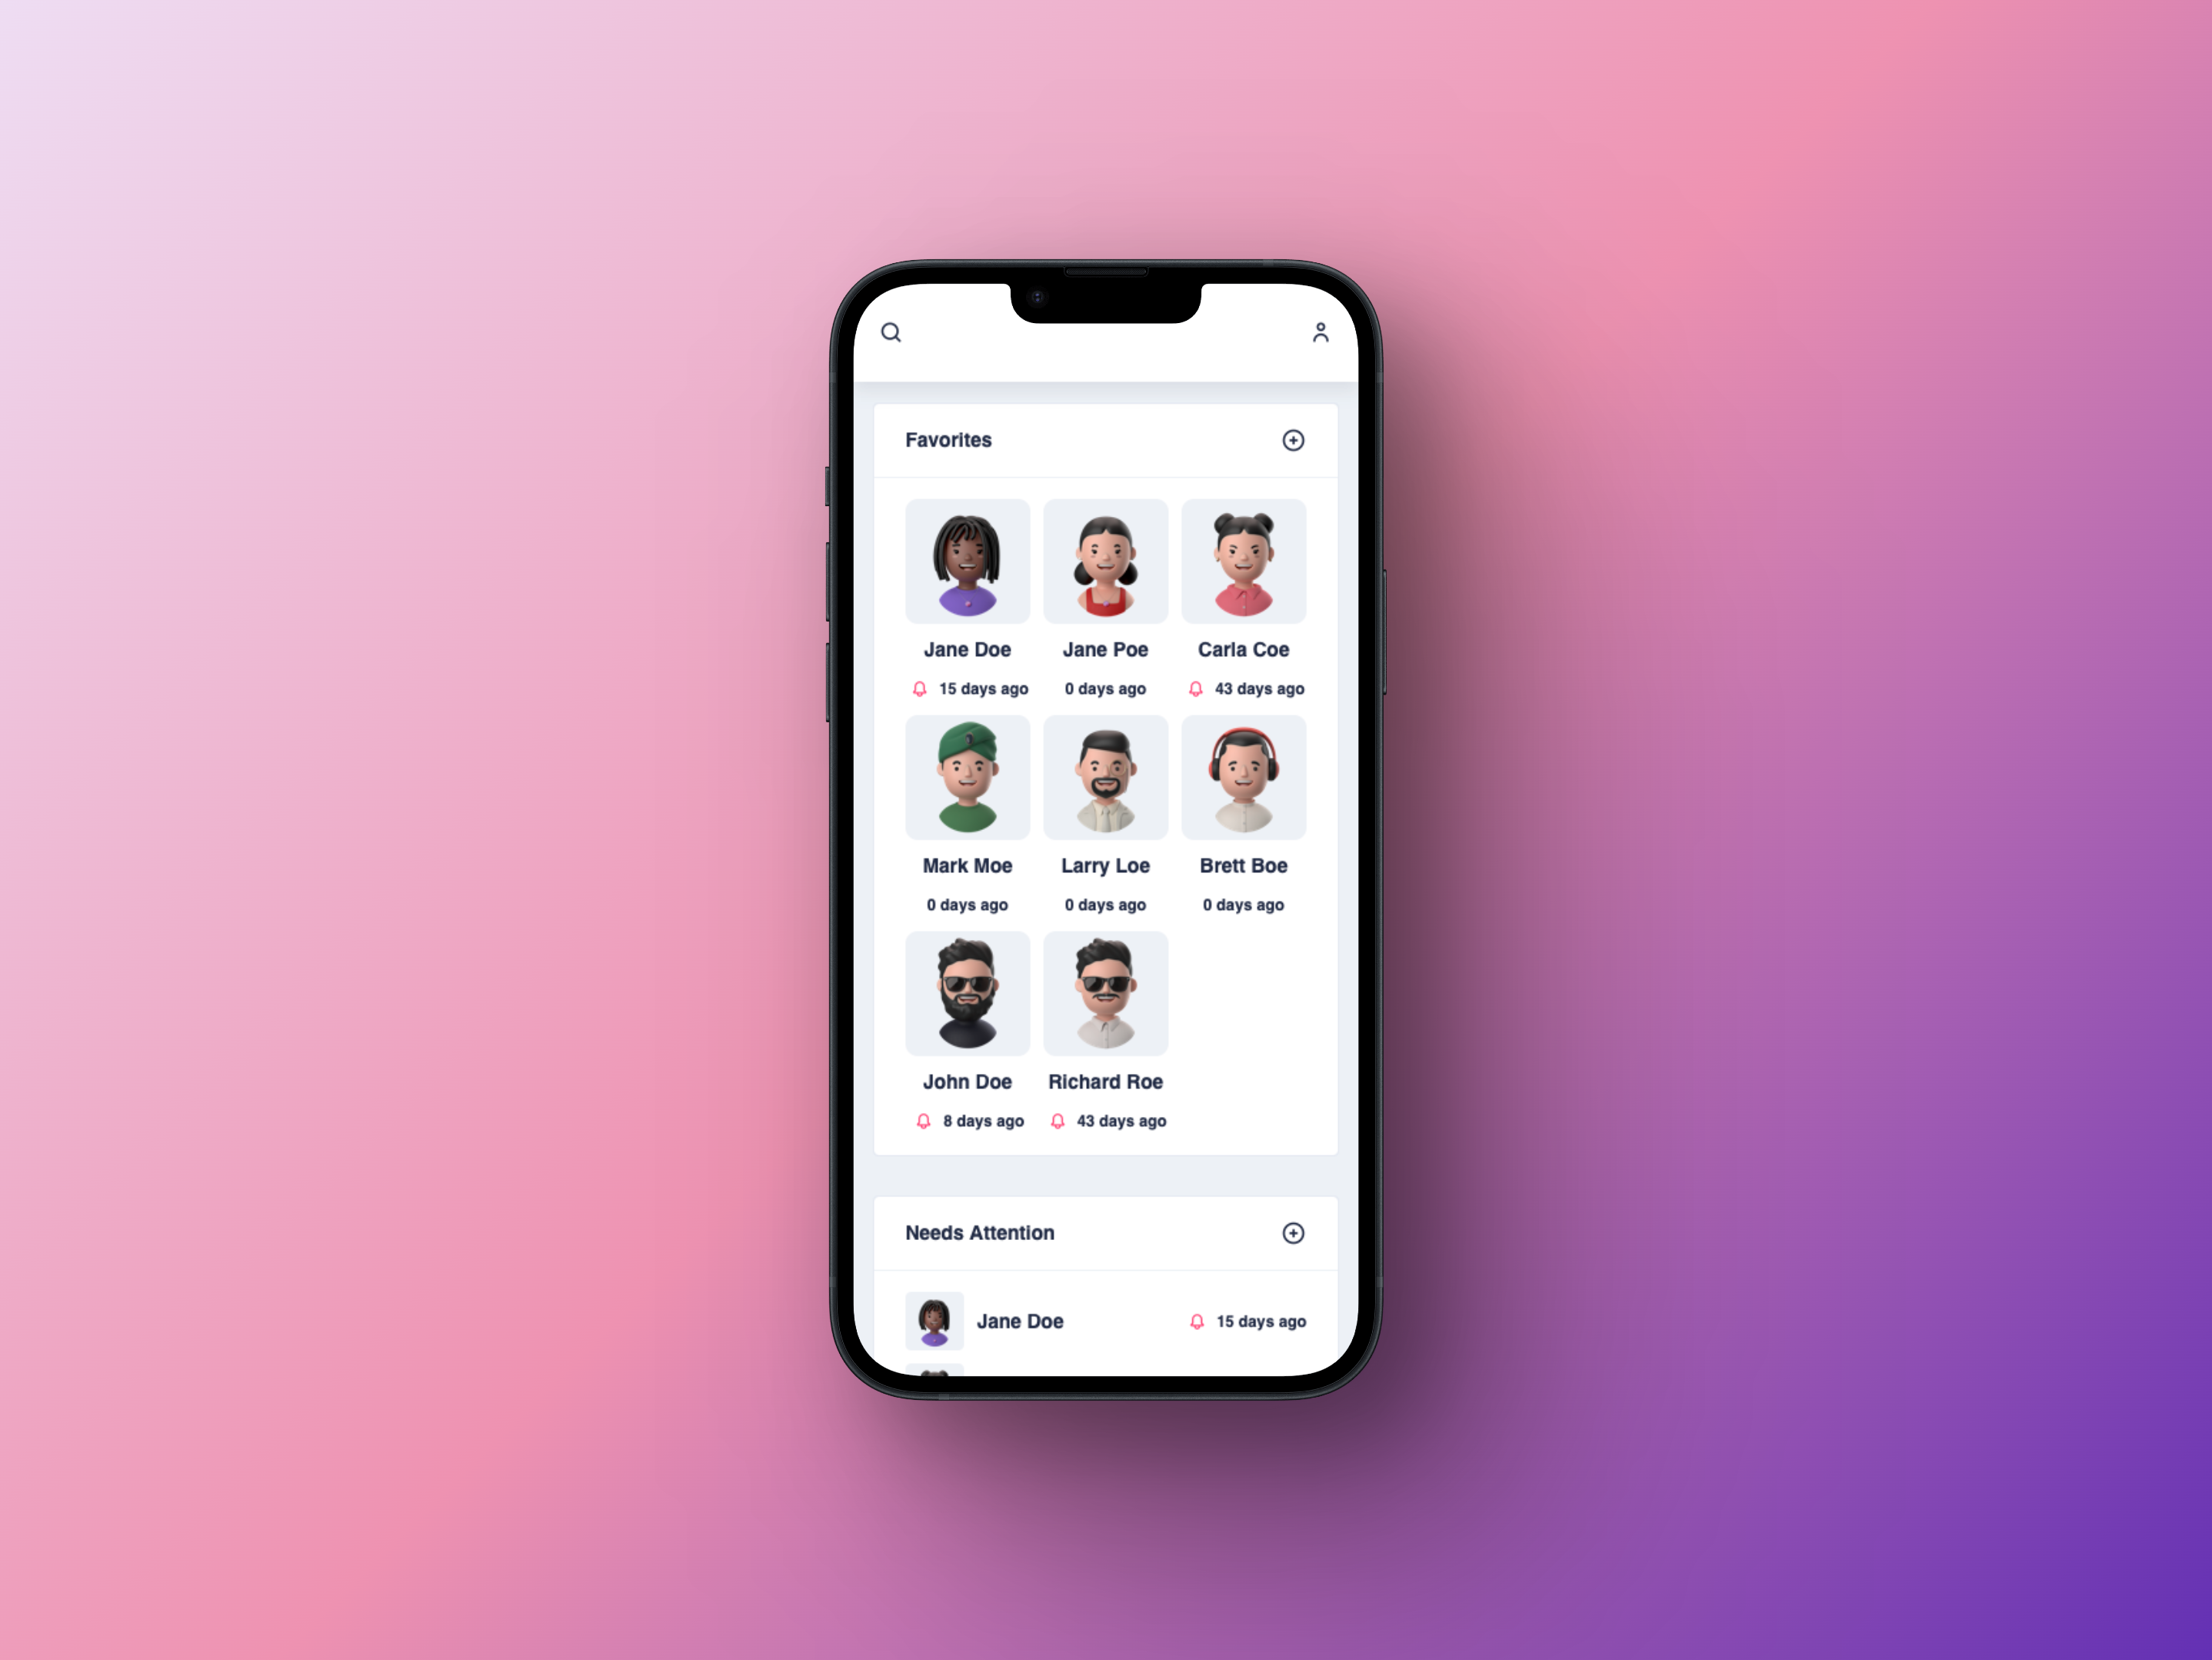 Favorites
Jane Doe
Jane Poe
Carla Coe
15 days ago
0 days ago
43 days ago
Mark Moe
Larry Loe
Brett Boe
0 days ago
0 days ago
0 days ago
John Doe
Richard Roe
8 days ago
43 days ago
Needs Attention
Jane Doe
15 days ago